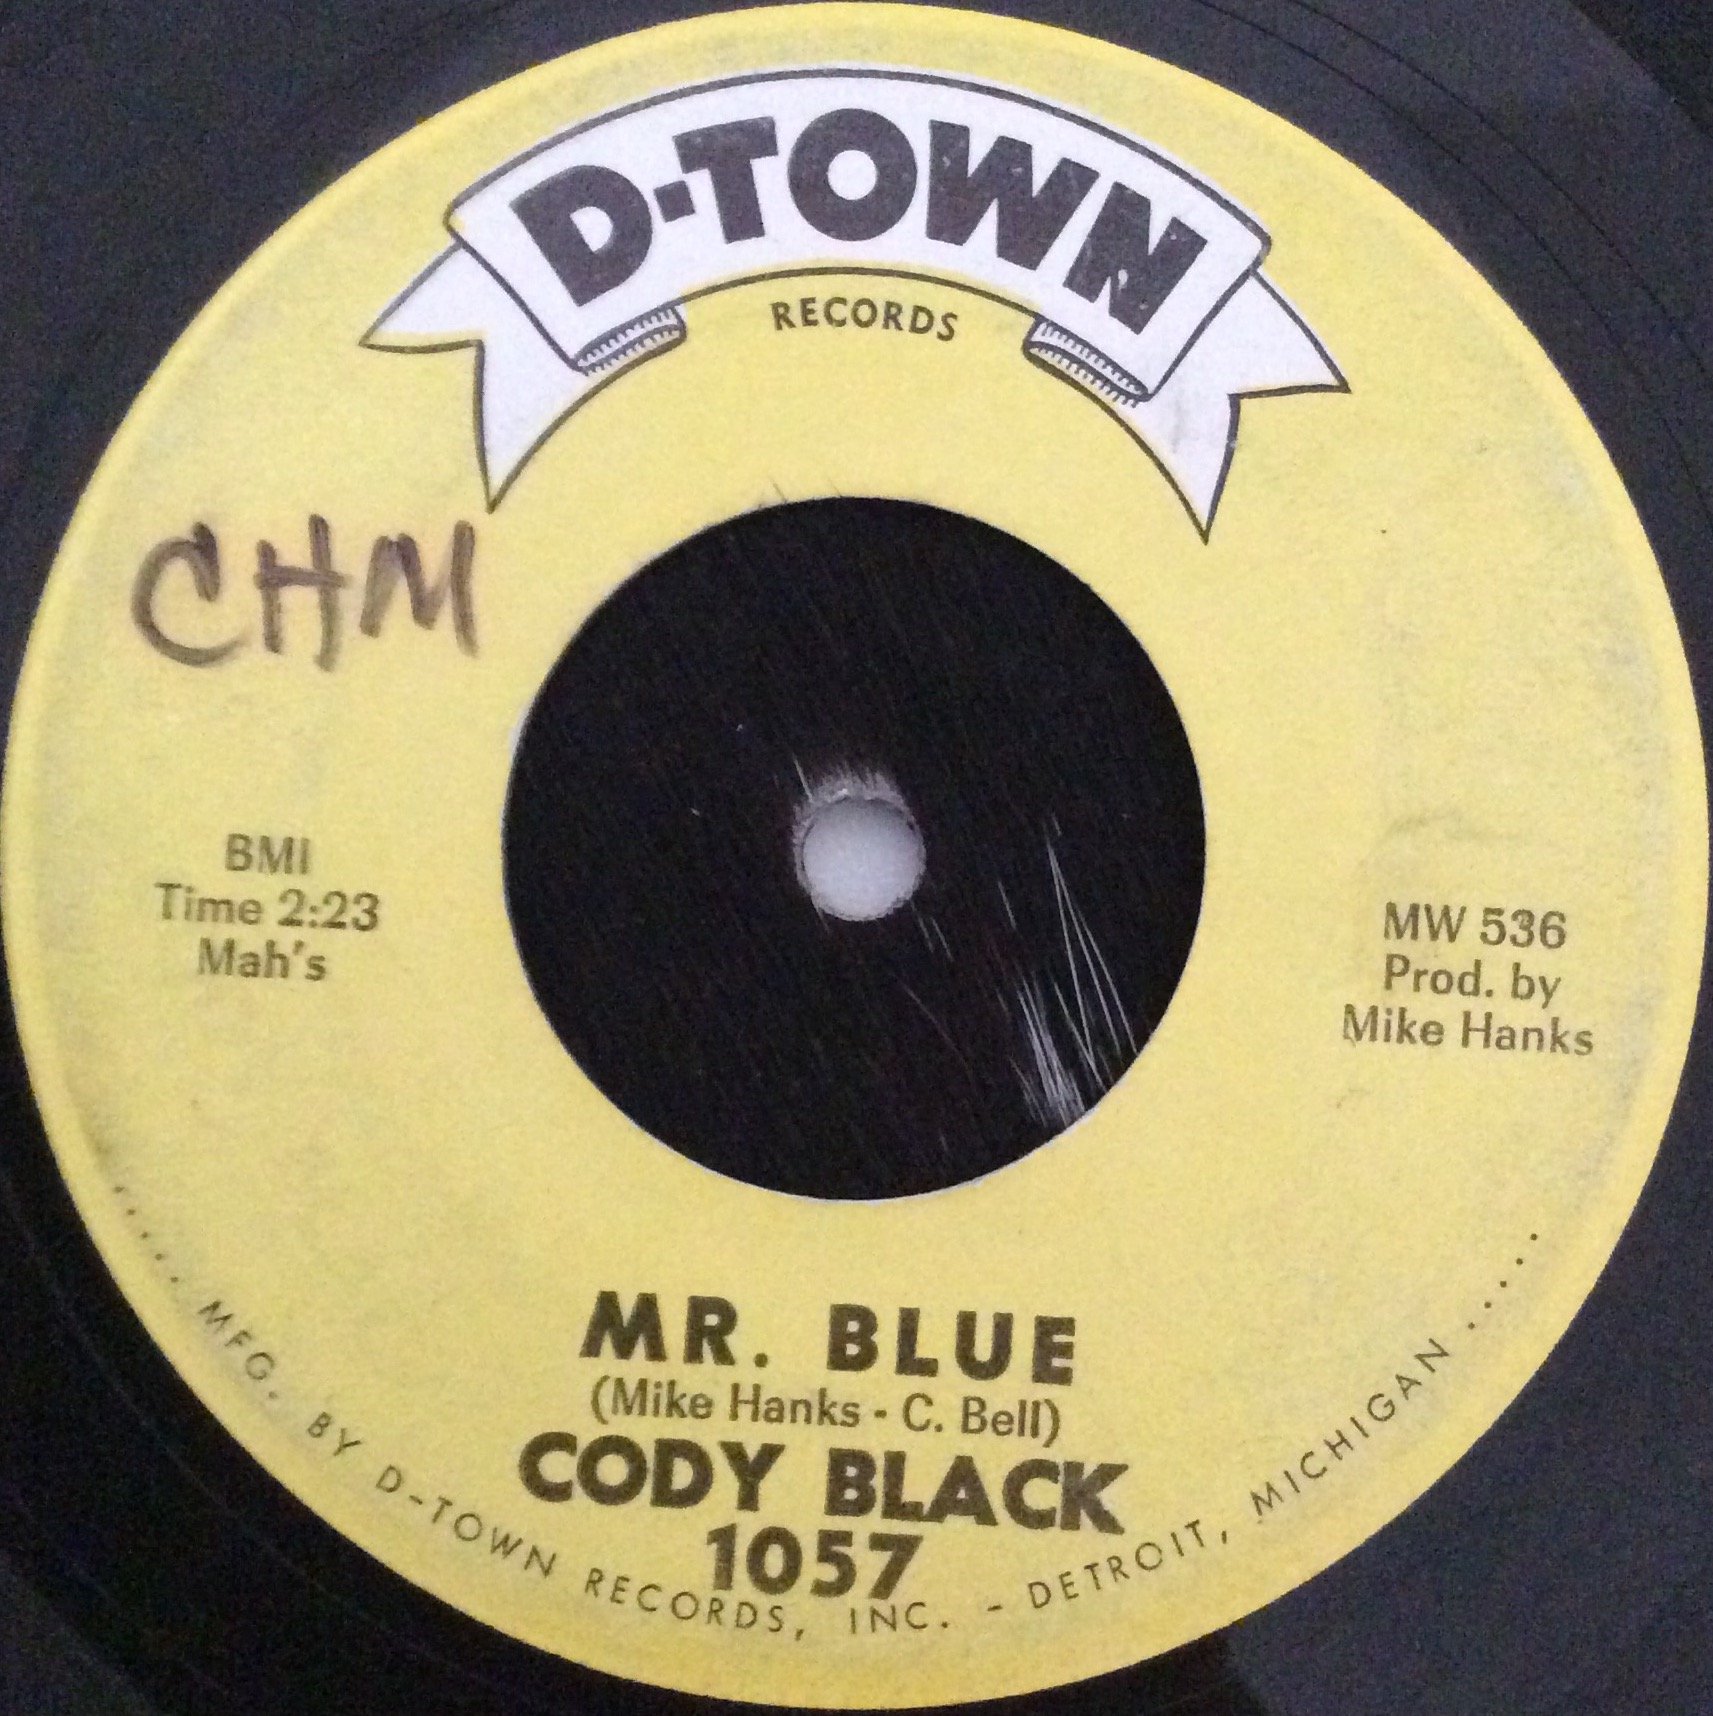 D-TOWN
RECORDS
CHM
BMI
Time 2:23
Mah's
MW 536
Prod. by
Mike Hanks
MR. BLUE
(Mike Hanks - C. Bell)
CODY BLACK
1057
..... MFG. BY D-TOWN RECORDS, INC. - DETROIT, MICHIGAN .....